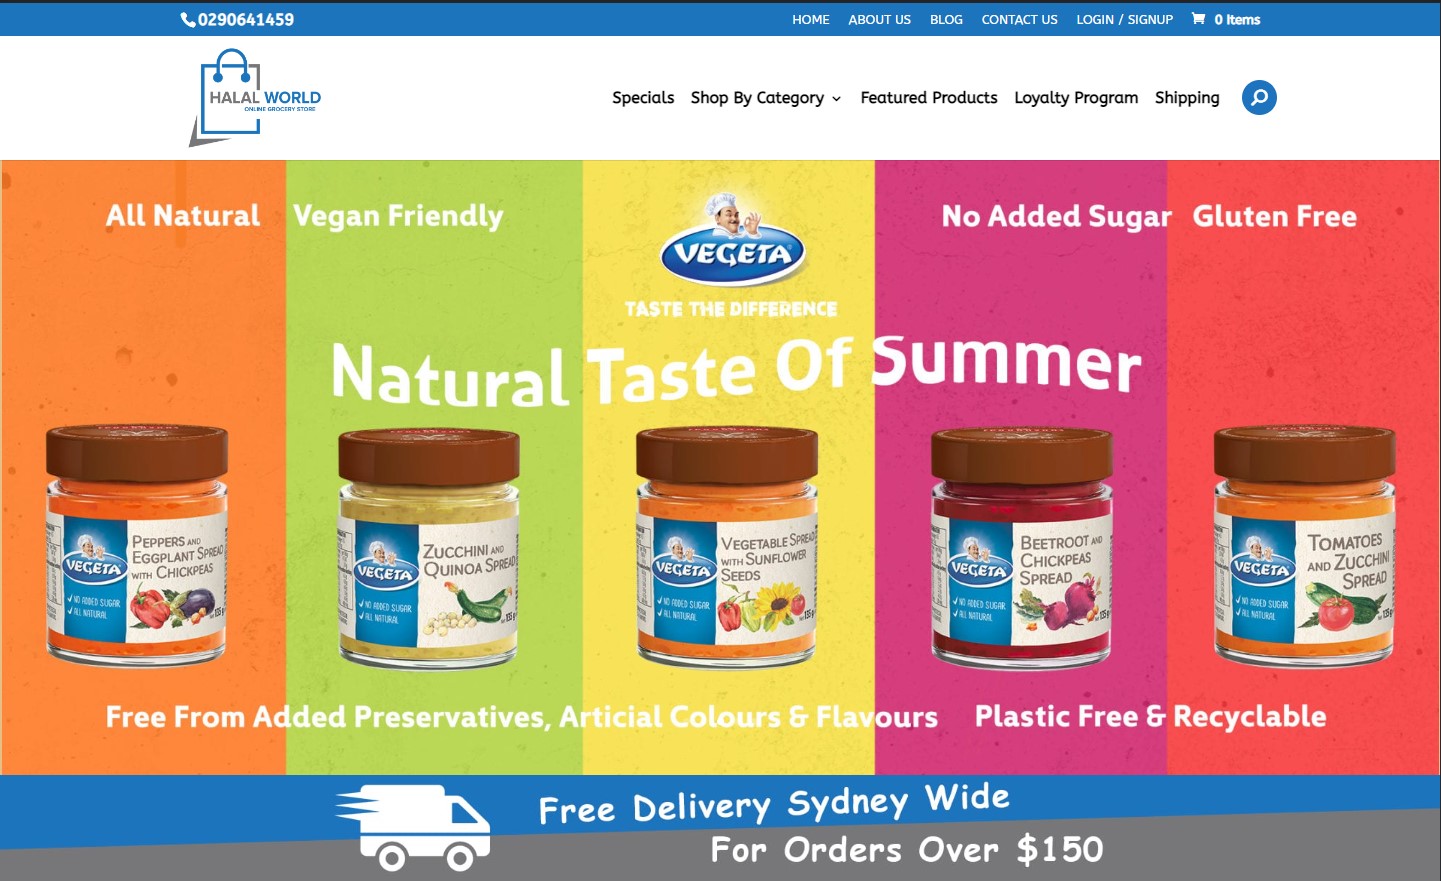 0290641459
HOME ABOUT US BLOG CONTACT US LOGIN / SIGNUP 0 Items
HALAL WORLD
ONLINE GROCERY STORE
Specials Shop By Category Featured Products Loyalty Program Shipping
All Natural Vegan Friendly No Added Sugar Gluten Free
VEGETA
TASTE THE DIFFERENCE
Natural Taste Of Summer
VEGETA
PEPPERS AND
EGGPLANT SPREAD
WITH CHICKPEAS
NO ADDED SUGAR
ALL NATURAL
VEGETA
ZUCCHINI AND
QUINOA SPREAD
NO ADDED SUGAR
ALL NATURAL
135g
VEGETA
VEGETABLE SPREAD
WITH SUNFLOWER
SEEDS
NO ADDED SUGAR
ALL NATURAL
135g
VEGETA
BEETROOT AND
CHICKPEAS
SPREAD
NO ADDED SUGAR
ALL NATURAL
135g
VEGETA
TOMATOES
AND ZUCCHINI
SPREAD
NO ADDED SUGAR
ALL NATURAL
135g
Free From Added Preservatives, Articial Colours & Flavours Plastic Free & Recyclable
Free Delivery Sydney Wide
For Orders Over $150